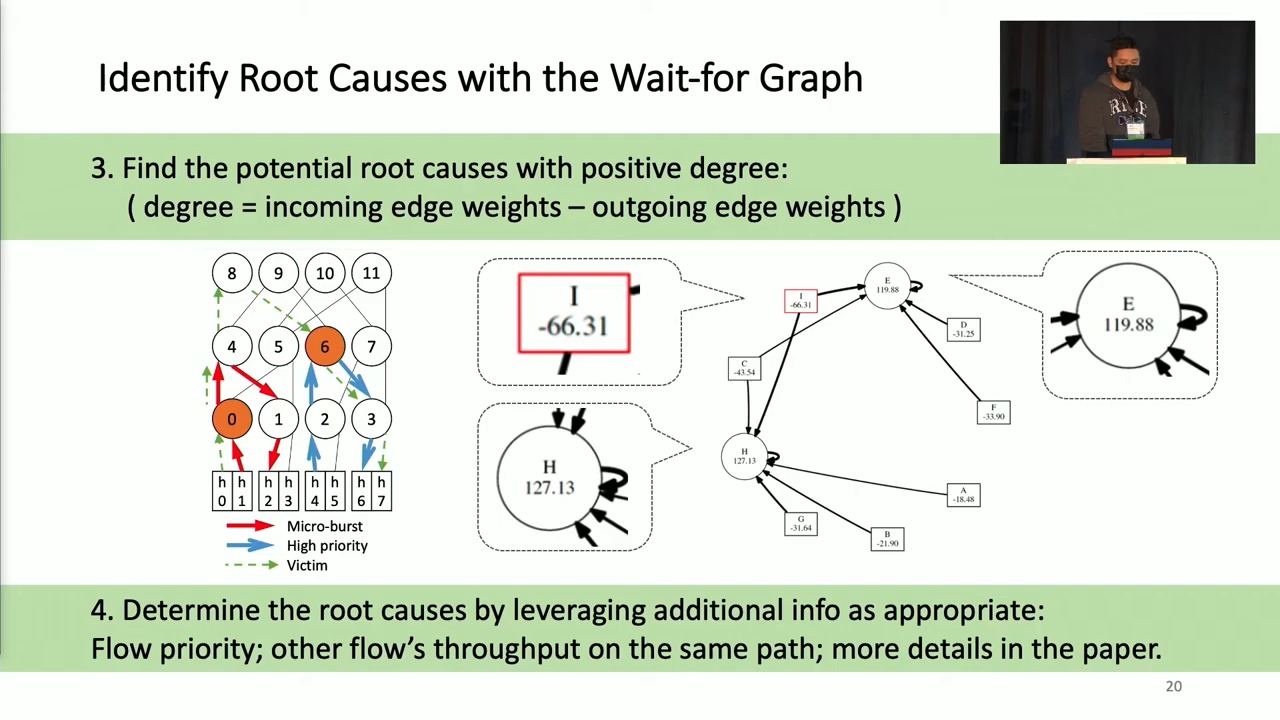 Identify Root Causes with the Wait-for Graph
3. Find the potential root causes with positive degree:
( degree = incoming edge weights – outgoing edge weights )
8 9 10 11
4 5 6 7
0 1 2 3
h h h h h h h h
0 1 2 3 4 5 6 7
Micro-burst
High priority
Victim
I
-66.31
H
127.13
I
-66.31
E
119.88
D
-31.25
C
-43.54
F
-33.90
H
127.13
A
-18.48
G
-31.64
B
-21.90
E
119.88
4. Determine the root causes by leveraging additional info as appropriate:
Flow priority; other flow's throughput on the same path; more details in the paper.
20